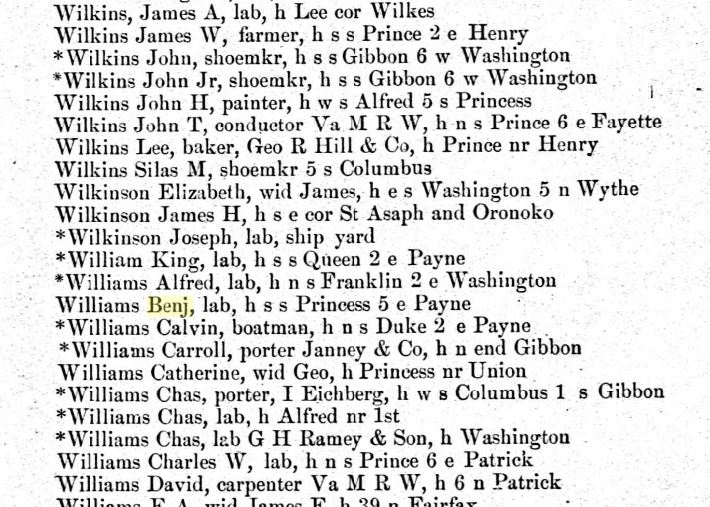 Wilkins, James A, lab, h Lee cor Wilkes
Wilkins James W, farmer, h s s Prince 2 e Henry
*Wilkins John, shoemkr, h s s Gibbon 6 w Washington
*Wilkins John Jr, shoemkr, h s s Gibbon 6 w Washington
Wilkins John H, painter, h w s Alfred 5 s Princess
Wilkins John T, conductor Va M R W, h n s Prince 6 e Fayette
Wilkins Lee, baker, Geo R Hill & Co, h Prince nr Henry
Wilkins Silas M, shoemkr 5 s Columbus
Wilkinson Elizabeth, wid James, h e s Washington 5 n Wythe
Wilkinson James H, h s e cor St Asaph and Oronoko
*Wilkinson Joseph, lab, ship yard
*William King, lab, h s s Queen 2 e Payne
*Williams Alfred, lab, h n s Franklin 2 e Washington
Williams Benj, lab, h s s Princess 5 e Payne
*Williams Calvin, boatman, h n s Duke 2 e Payne
*Williams Carroll, porter Janney & Co, h n end Gibbon
Williams Catherine, wid Geo, h Princess nr Union
*Williams Chas, porter, I Eichberg, h w s Columbus 1 s Gibbon
*Williams Chas, lab, h Alfred nr 1st
*Williams Chas, lab G H Ramey & Son, h Washington
Williams Charles W, lab, h n s Prince 6 e Patrick
Williams David, carpenter Va M R W, h 6 n Patrick
Williams E A, wid James F, h 39 n Fairfax